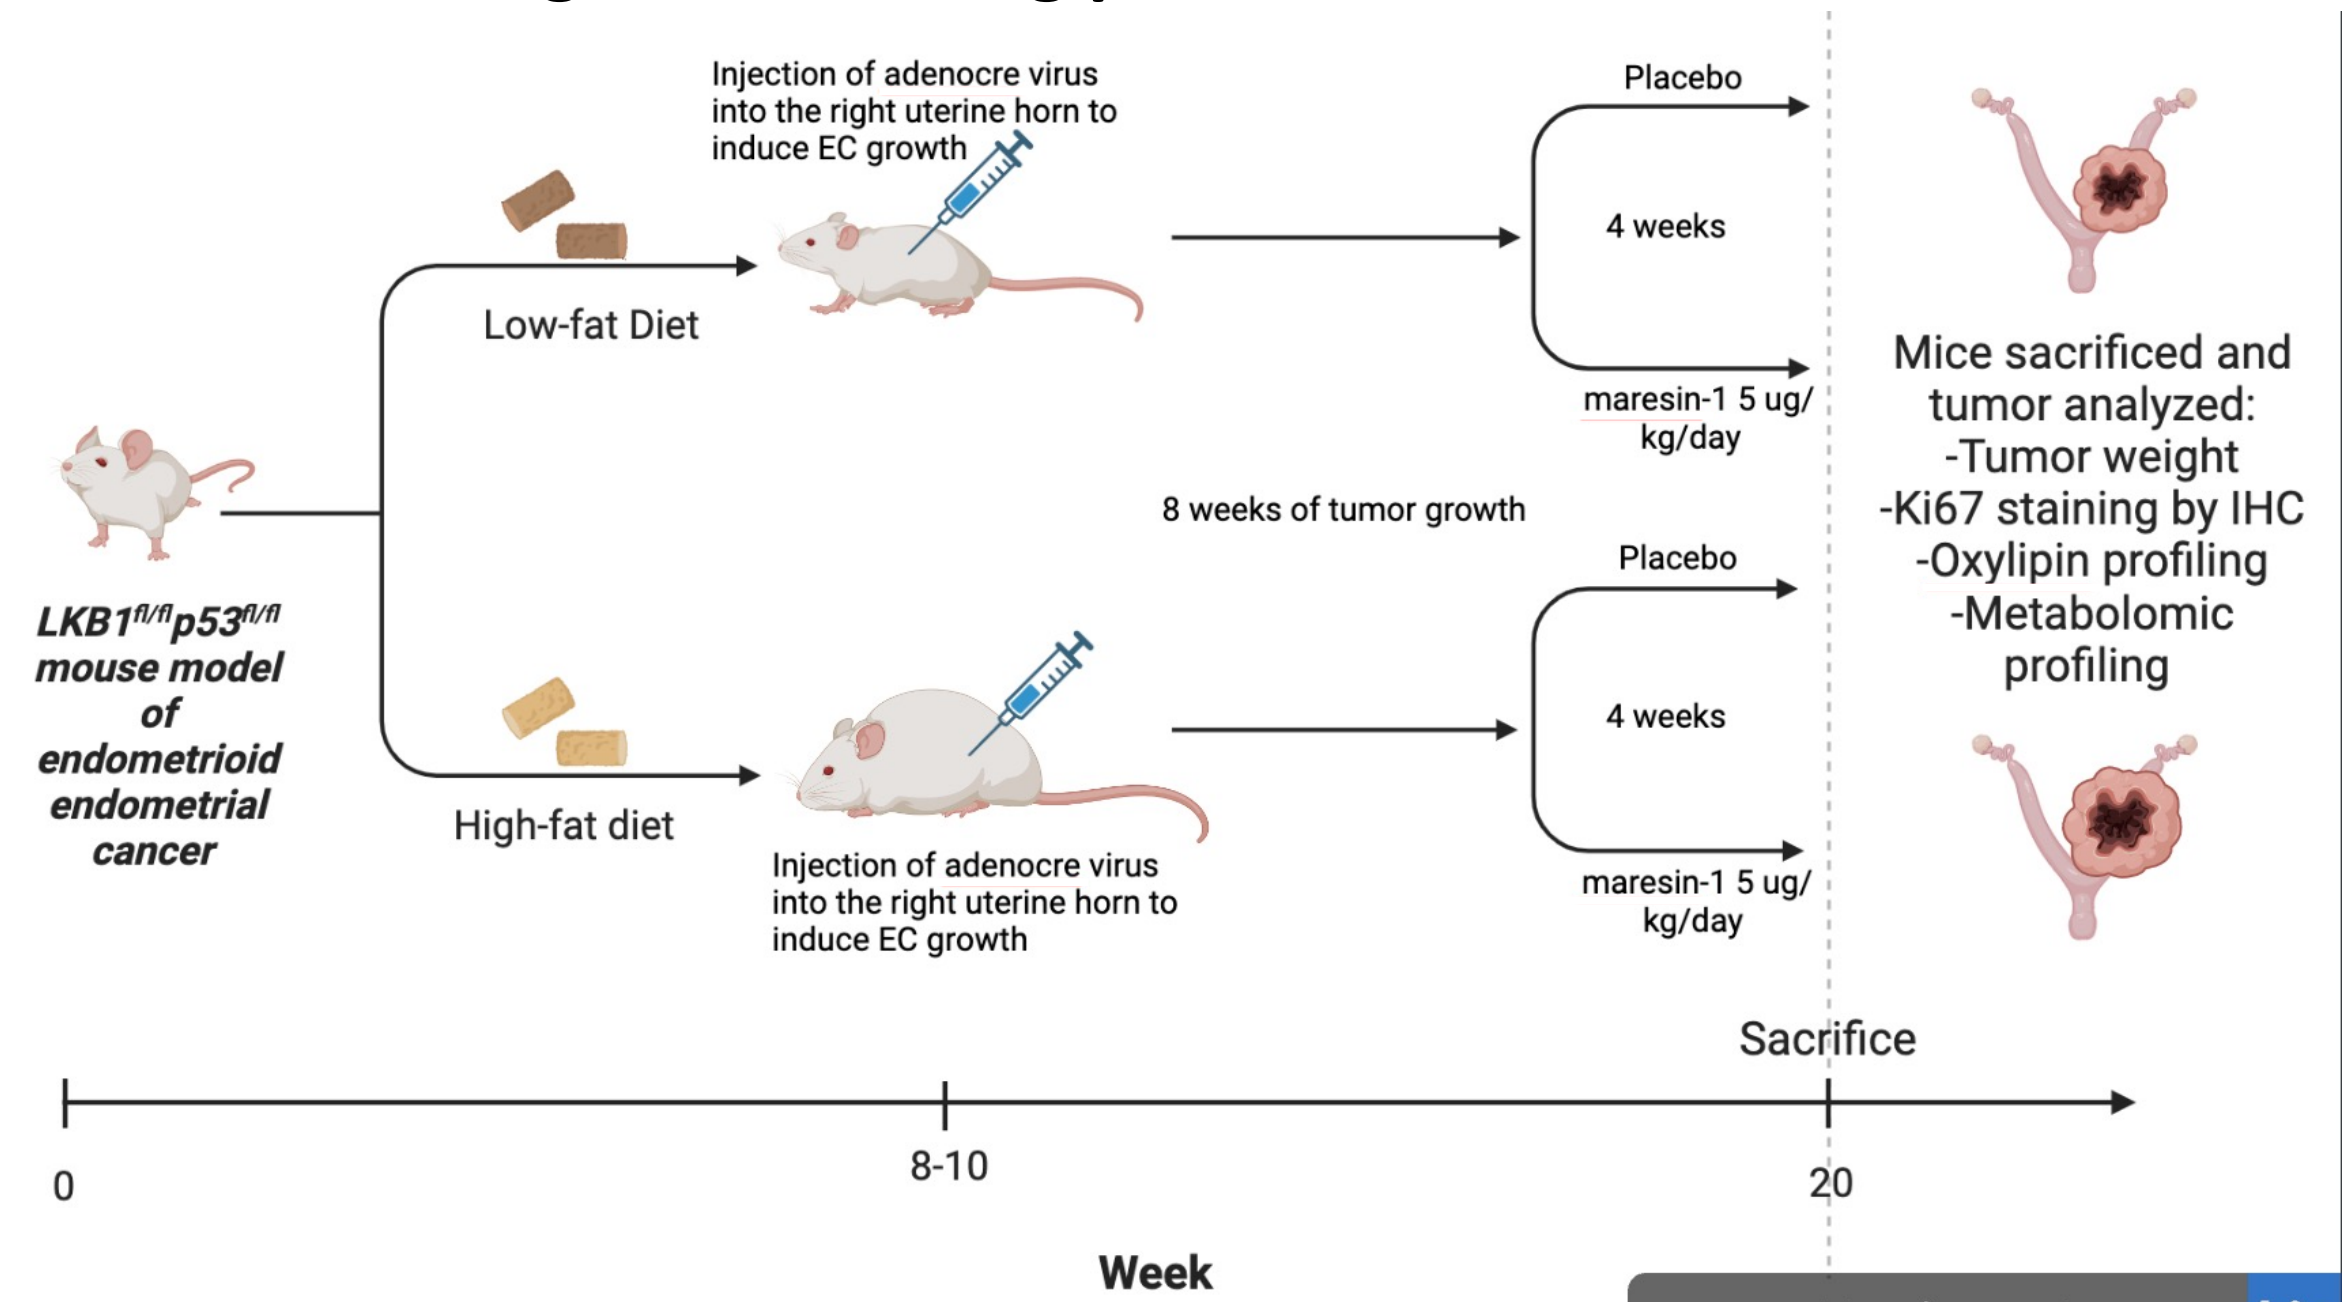 Injection of adenocre virus
into the right uterine horn to
induce EC growth
Low-fat Diet
Placebo
4 weeks
maresin-1 5 ug/
kg/day
LKB1fl/flp53fl/fl
mouse model
of
endometrioid
endometrial
cancer
8 weeks of tumor growth
High-fat diet
Injection of adenocre virus
into the right uterine horn to
induce EC growth
Placebo
4 weeks
maresin-1 5 ug/
kg/day
Mice sacrificed and
tumor analyzed:
-Tumor weight
-Ki67 staining by IHC
-Oxylipin profiling
-Metabolomic
profiling
Sacrifice
0
8-10
20
Week